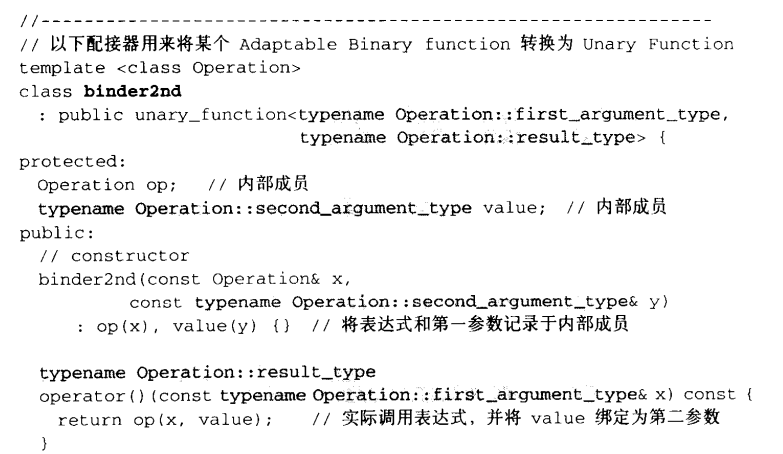 //----------------------------------------------------------------------
// 以下配接器用来将某个 Adaptable Binary function 转换为 Unary Function
template <class Operation>
class binder2nd
  : public unary_function<typename Operation::first_argument_type,
                          typename Operation::result_type> {
protected:
  Operation op;   // 内部成员
  typename Operation::second_argument_type value;  // 内部成员
public:
  // constructor
  binder2nd(const Operation& x,
            const typename Operation::second_argument_type& y)
      : op(x), value(y) {}  // 将表达式和第一参数记录于内部成员

  typename Operation::result_type
  operator()(const typename Operation::first_argument_type& x) const {
    return op(x, value);    // 实际调用表达式，并将 value 绑定为第二参数
  }